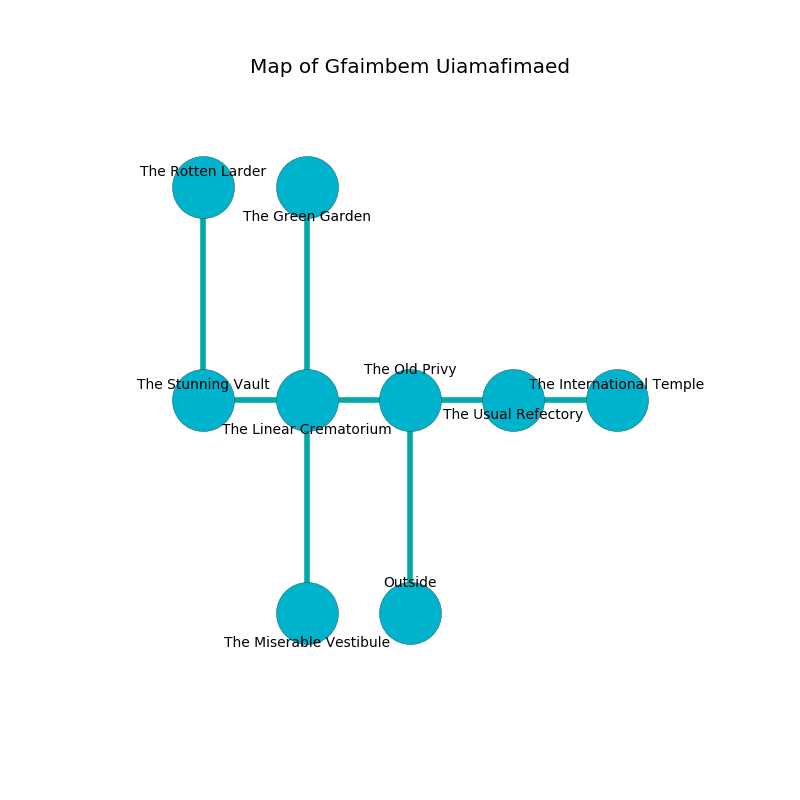 Map of Gfaimbem Uiamafimaed
The Rotten Larder
The Green Garden
The Old Privy
The Stunning Vault
The International Temple
The Usual Refectory
The Linear Crematorium
Outside
The Miserable Vestibule